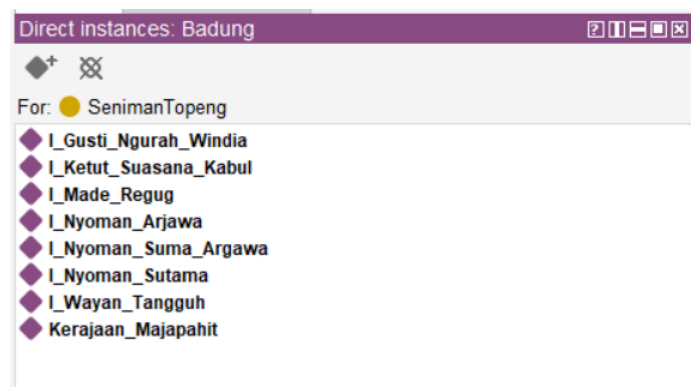 Direct instances: Badung
For: SenimanTopeng
I_Gusti_Ngurah_Windia
I_Ketut_Suasana_Kabul
I_Made_Regug
I_Nyoman_Arjawa
I_Nyoman_Suma_Argawa
I_Nyoman_Sutama
I_Wayan_Tangguh
Kerajaan_Majapahit